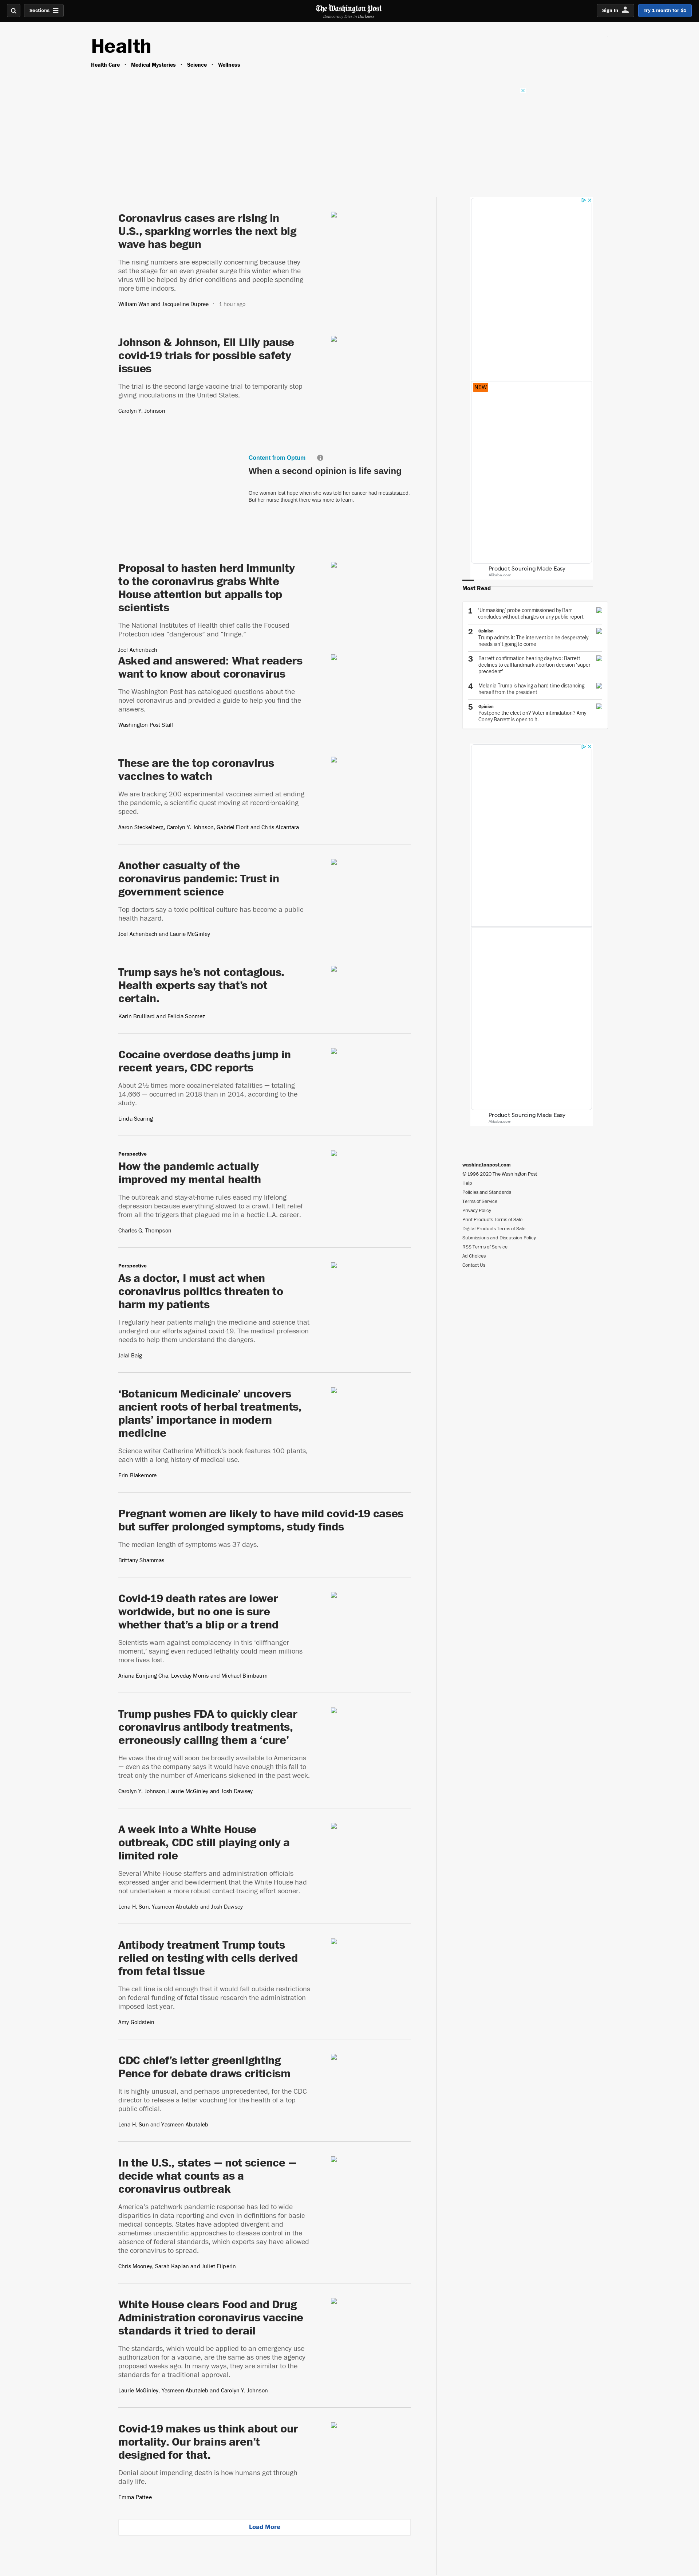 Sections
The Washington Post
Democracy Dies in Darkness
Sign In
Try 1 month for $1
Health
Health Care • Medical Mysteries • Science • Wellness
Coronavirus cases are rising in
U.S., sparking worries the next big
wave has begun
The rising numbers are especially concerning because they
set the stage for an even greater surge this winter when the
virus will be helped by drier conditions and people spending
more time indoors.
William Wan and Jacqueline Dupree • 1 hour ago
Johnson & Johnson, Eli Lilly pause
covid-19 trials for possible safety
issues
The trial is the second large vaccine trial to temporarily stop
giving inoculations in the United States.
Carolyn Y. Johnson
Content from Optum
When a second opinion is life saving
One woman lost hope when she was told her cancer had metastasized.
But her nurse thought there was more to learn.
Proposal to hasten herd immunity
to the coronavirus grabs White
House attention but appalls top
scientists
The National Institutes of Health chief calls the Focused
Protection idea “dangerous” and “fringe.”
Joel Achenbach
Asked and answered: What readers
want to know about coronavirus
The Washington Post has catalogued questions about the
novel coronavirus and provided a guide to help you find the
answers.
Washington Post Staff
These are the top coronavirus
vaccines to watch
We are tracking 200 experimental vaccines aimed at ending
the pandemic, a scientific quest moving at record-breaking
speed.
Aaron Steckelberg, Carolyn Y. Johnson, Gabriel Florit and Chris Alcantara
Another casualty of the
coronavirus pandemic: Trust in
government science
Top doctors say a toxic political culture has become a public
health hazard.
Joel Achenbach and Laurie McGinley
Trump says he’s not contagious.
Health experts say that’s not
certain.
Karin Brulliard and Felicia Sonmez
Cocaine overdose deaths jump in
recent years, CDC reports
About 2½ times more cocaine-related fatalities — totaling
14,666 — occurred in 2018 than in 2014, according to the
study.
Linda Searing
Perspective
How the pandemic actually
improved my mental health
The outbreak and stay-at-home rules eased my lifelong
depression because everything slowed to a crawl. I felt relief
from all the triggers that plagued me in a hectic L.A. career.
Charles G. Thompson
Perspective
As a doctor, I must act when
coronavirus politics threaten to
harm my patients
I regularly hear patients malign the medicine and science that
undergird our efforts against covid-19. The medical profession
needs to help them understand the dangers.
Jalal Baig
‘Botanicum Medicinale’ uncovers
ancient roots of herbal treatments,
plants’ importance in modern
medicine
Science writer Catherine Whitlock’s book features 100 plants,
each with a long history of medical use.
Erin Blakemore
Pregnant women are likely to have mild covid-19 cases
but suffer prolonged symptoms, study finds
The median length of symptoms was 37 days.
Brittany Shammas
Covid-19 death rates are lower
worldwide, but no one is sure
whether that’s a blip or a trend
Scientists warn against complacency in this ‘cliffhanger
moment,’ saying even reduced lethality could mean millions
more lives lost.
Ariana Eunjung Cha, Loveday Morris and Michael Birnbaum
Trump pushes FDA to quickly clear
coronavirus antibody treatments,
erroneously calling them a ‘cure’
He vows the drug will soon be broadly available to Americans
— even as the company says it would have enough this fall to
treat only the number of Americans sickened in the past week.
Carolyn Y. Johnson, Laurie McGinley and Josh Dawsey
A week into a White House
outbreak, CDC still playing only a
limited role
Several White House staffers and administration officials
expressed anger and bewilderment that the White House had
not undertaken a more robust contact-tracing effort sooner.
Lena H. Sun, Yasmeen Abutaleb and Josh Dawsey
Antibody treatment Trump touts
relied on testing with cells derived
from fetal tissue
The cell line is old enough that it would fall outside restrictions
on federal funding of fetal tissue research the administration
imposed last year.
Amy Goldstein
CDC chief’s letter greenlighting
Pence for debate draws criticism
It is highly unusual, and perhaps unprecedented, for the CDC
director to release a letter vouching for the health of a top
public official.
Lena H. Sun and Yasmeen Abutaleb
In the U.S., states — not science —
decide what counts as a
coronavirus outbreak
America’s patchwork pandemic response has led to wide
disparities in data reporting and even in definitions for basic
medical concepts. States have adopted divergent and
sometimes unscientific approaches to disease control in the
absence of federal standards, which experts say have allowed
the coronavirus to spread.
Chris Mooney, Sarah Kaplan and Juliet Eilperin
White House clears Food and Drug
Administration coronavirus vaccine
standards it tried to derail
The standards, which would be applied to an emergency use
authorization for a vaccine, are the same as ones the agency
proposed weeks ago. In many ways, they are similar to the
standards for a traditional approval.
Laurie McGinley, Yasmeen Abutaleb and Carolyn Y. Johnson
Covid-19 makes us think about our
mortality. Our brains aren’t
designed for that.
Denial about impending death is how humans get through
daily life.
Emma Pattee
Load More
NEW
Product Sourcing Made Easy
Alibaba.com
Most Read
1 ‘Unmasking’ probe commissioned by Barr
concludes without charges or any public report
2 Opinion
Trump admits it: The intervention he desperately
needs isn’t going to come
3 Barrett confirmation hearing day two: Barrett
declines to call landmark abortion decision ‘super-
precedent’
4 Melania Trump is having a hard time distancing
herself from the president
5 Opinion
Postpone the election? Voter intimidation? Amy
Coney Barrett is open to it.
Product Sourcing Made Easy
Alibaba.com
washingtonpost.com
© 1996-2020 The Washington Post
Help
Policies and Standards
Terms of Service
Privacy Policy
Print Products Terms of Sale
Digital Products Terms of Sale
Submissions and Discussion Policy
RSS Terms of Service
Ad Choices
Contact Us